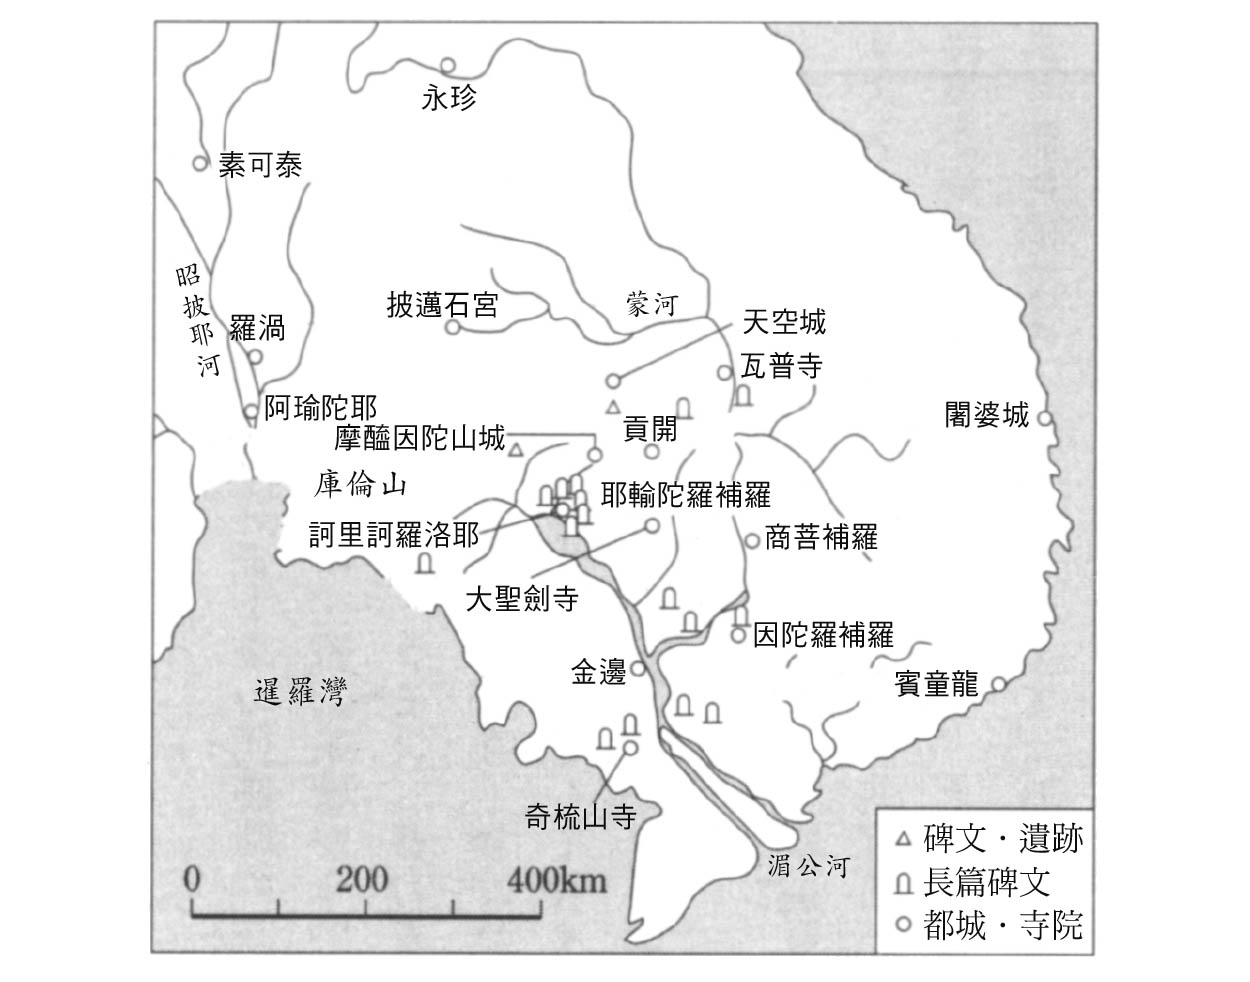 永珍
素可泰
昭披耶河
披邁石宮
蒙河
天空城
羅渦
瓦普寺
阿瑜陀耶
闍婆城
貢開
摩醯因陀山城
庫倫山
耶輸陀羅補羅
訶里訶羅洛耶
商菩補羅
大聖劍寺
因陀羅補羅
金邊
賓童龍
暹羅灣
奇梳山寺
湄公河
0 200 400km
碑文・遺跡
長篇碑文
都城・寺院